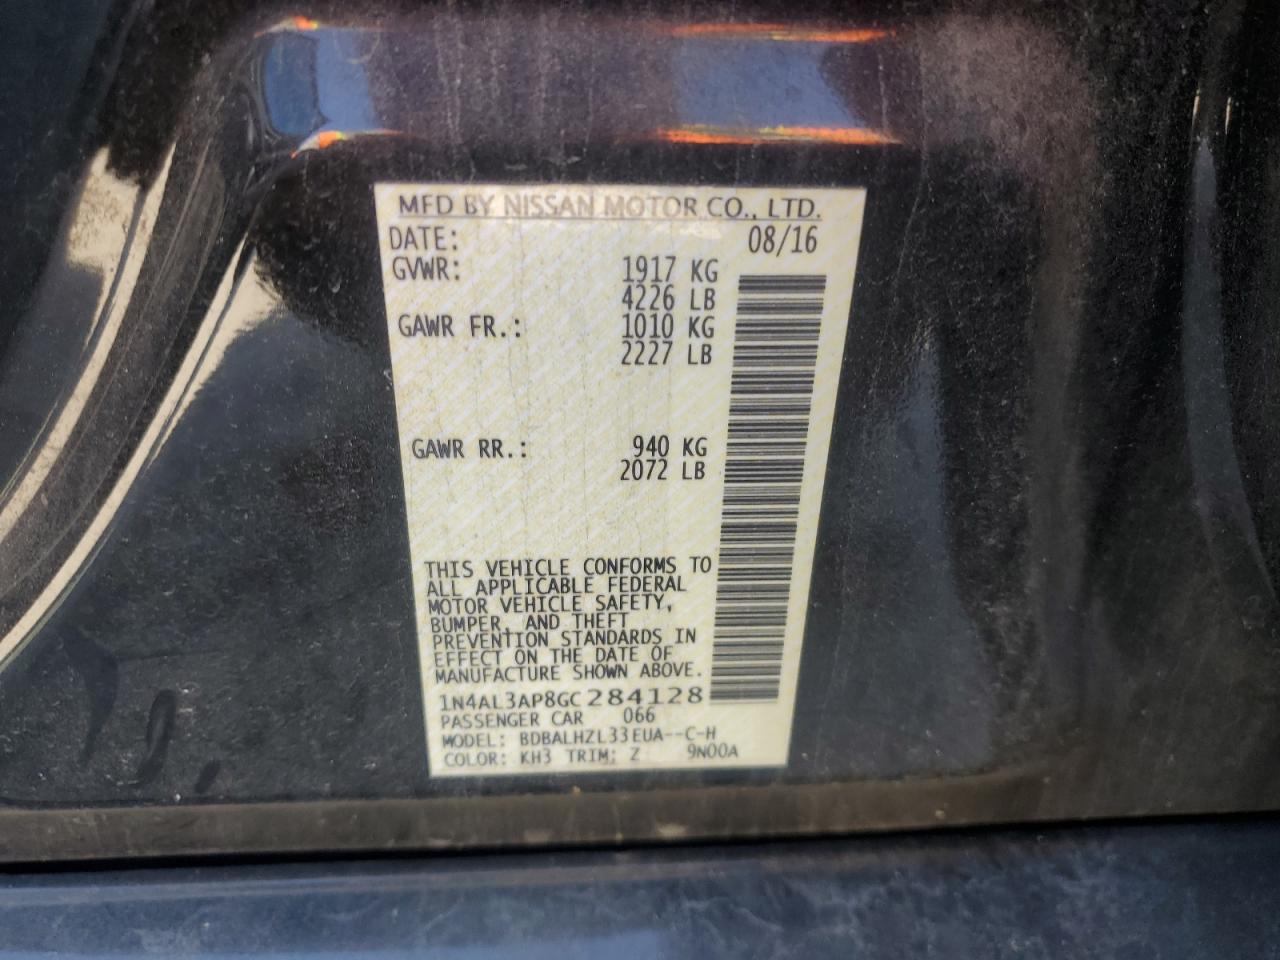 MFD BY NISSAN MOTOR CO., LTD.
DATE: 08/16
GVWR: 1917 KG
4226 LB
GAWR FR.: 1010 KG
2227 LB
GAWR RR.: 940 KG
2072 LB
THIS VEHICLE CONFORMS TO
ALL APPLICABLE FEDERAL
MOTOR VEHICLE SAFETY,
BUMPER, AND THEFT
PREVENTION STANDARDS IN
EFFECT ON THE DATE OF
MANUFACTURE SHOWN ABOVE.
1N4AL3AP8GC284128
PASSENGER CAR 066
MODEL: BDBALHZL33EUA--C-H
COLOR: KH3 TRIM: Z 9N00A